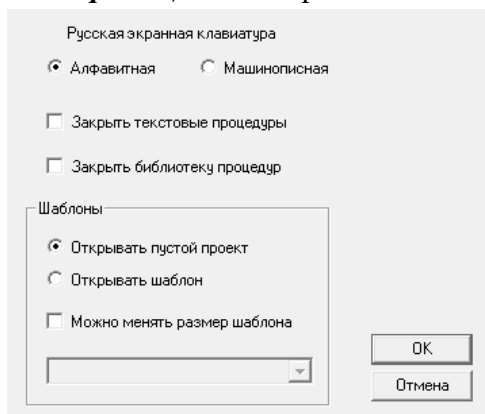 Русская экранная клавиатура
Алфавитная Машинописная
Закрыть текстовые процедуры
Закрыть библиотеку процедур
Шаблоны
Открывать пустой проект
Открывать шаблон
Можно менять размер шаблона
OK
Отмена